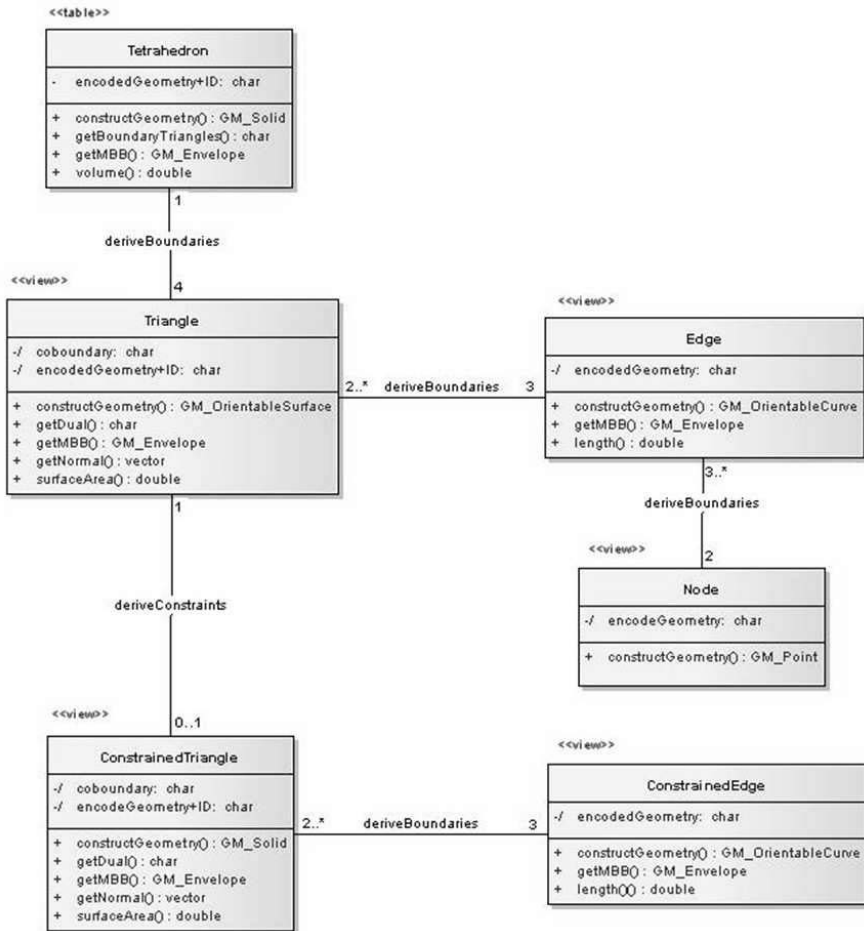 <<table>>
Tetrahedron
- encodedGeometry+ID: char
+ constructGeometry() : GM_Solid
+ getBoundaryTriangles() : char
+ getMBB() : GM_Envelope
+ volume() : double
1
deriveBoundaries
<<view>>
4
Triangle
-/ coboundary: char
-/ encodedGeometry+ID: char
+ constructGeometry() : GM_OrientableSurface
+ getDual() : char
+ getMBB() : GM_Envelope
+ getNormal() : vector
+ surfaceArea() : double
2..* deriveBoundaries 3
<<view>>
Edge
-/ encodedGeometry: char
+ constructGeometry() : GM_OrientableCurve
+ getMBB() : GM_Envelope
+ length() : double
3..*
deriveBoundaries
<<view>>
2
Node
-/ encodeGeometry: char
+ constructGeometry() : GM_Point
1
deriveConstraints
<<view>>
0..1
ConstrainedTriangle
-/ coboundary: char
-/ encodeGeometry+ID: char
+ constructGeometry() : GM_Solid
+ getDual() : char
+ getMBB() : GM_Envelope
+ getNormal() : vector
+ surfaceArea() : double
2..* deriveBoundaries 3
<<view>>
ConstrainedEdge
-/ encodedGeometry: char
+ constructGeometry() : GM_OrientableCurve
+ getMBB() : GM_Envelope
+ length()() : double